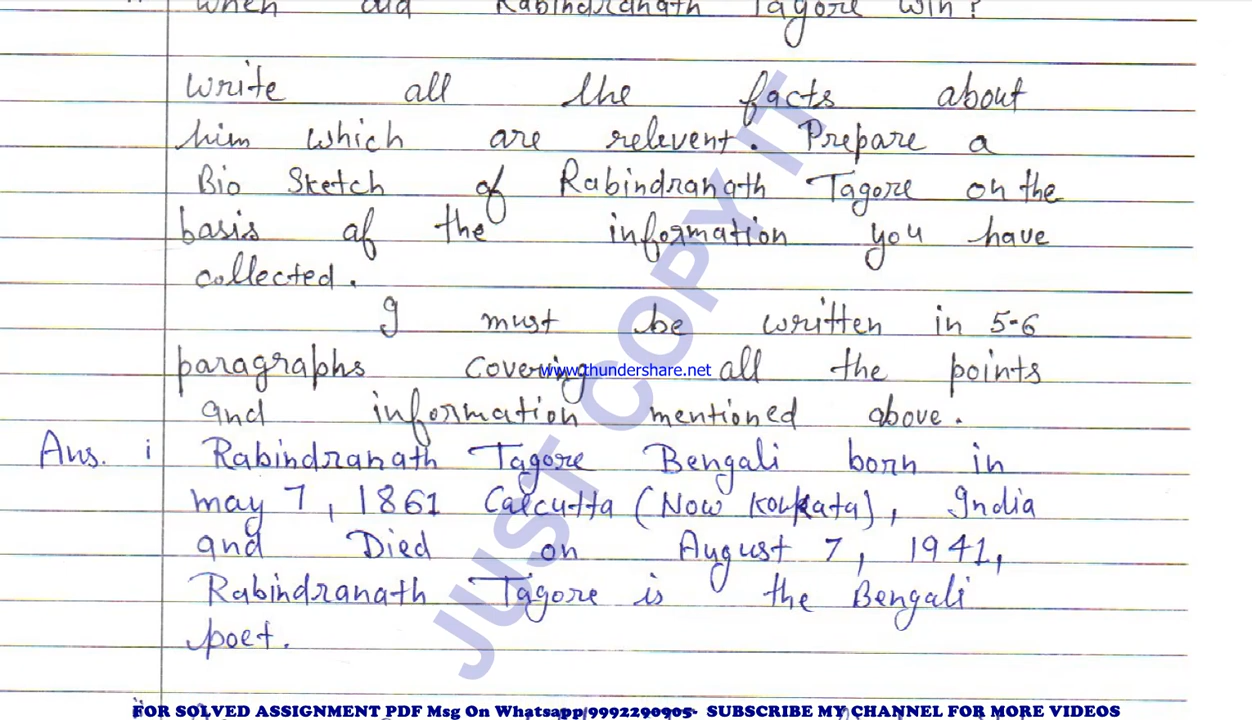 when did Rabindranath Tagore win?
write all the facts about
him which are relevent. Prepare a
Bio Sketch of Rabindranath Tagore on the
basis af the information you have
collected.
I must be written in 5-6
paragraphs covering all the points
www.thundershare.net
and information mentioned above.
Ans. i Rabindranath Tagore Bengali born in
may 7, 1861 Calcutta (Now Kolkata), India
and Died on August 7, 1941,
Rabindranath Tagore is the Bengali
poet.
JUST COPY IT
FOR SOLVED ASSIGNMENT PDF Msg On Whatsapp 9992290905- SUBSCRIBE MY CHANNEL FOR MORE VIDEOS